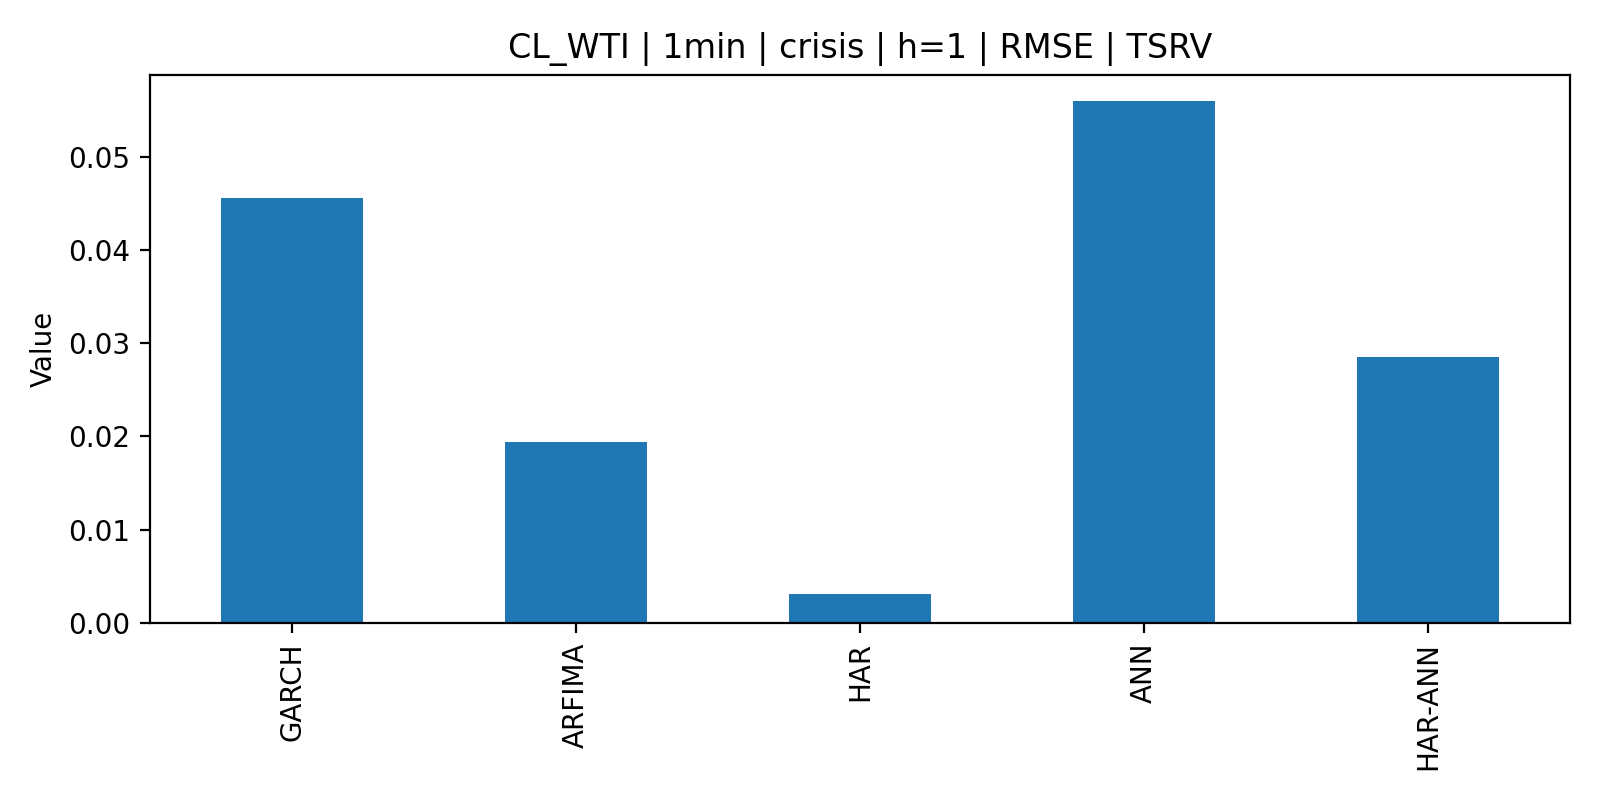 CL_WTI | 1min | crisis | h=1 | RMSE | TSRV
Value
0.05
0.04
0.03
0.02
0.01
0.00
GARCH
ARFIMA
HAR
ANN
HAR-ANN